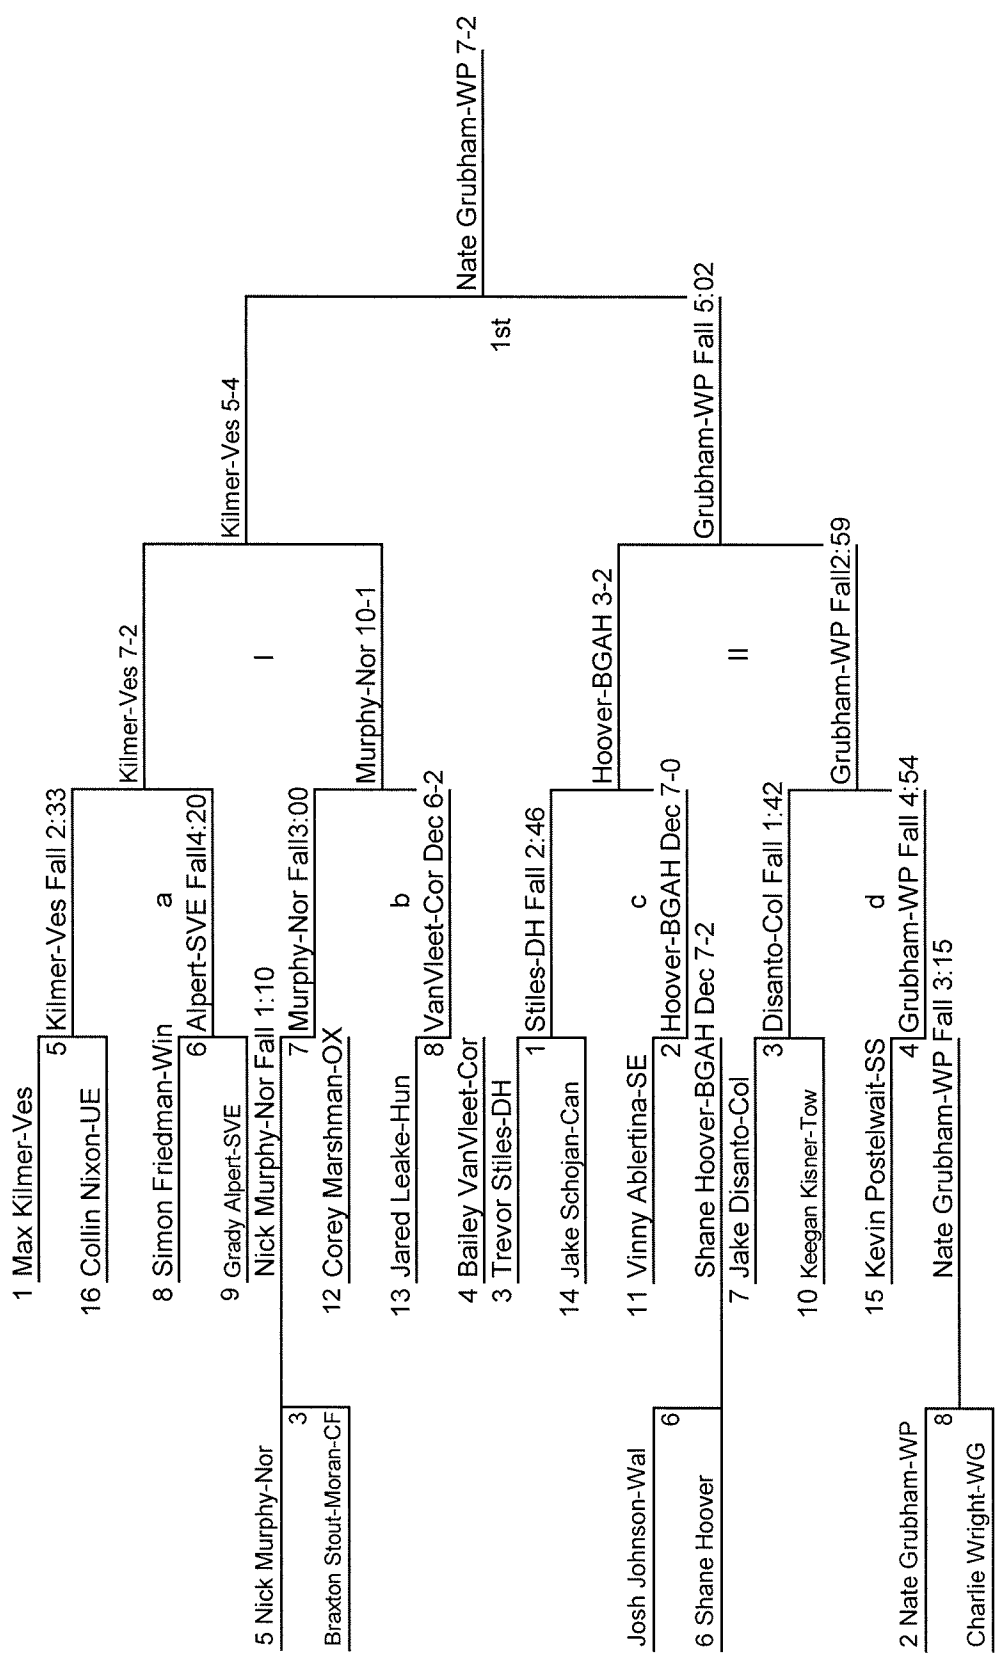 5 Nick Murphy-Nor
3
Braxton Stout-Moran-CF
Josh Johnson-Wal
6
6 Shane Hoover
2 Nate Grubham-WP
8
Charlie Wright-WG
1 Max Kilmer-Ves
5
16 Collin Nixon-UE
8 Simon Friedman-Win
6
9 Grady Alpert-SVE
Nick Murphy-Nor Fall 1:10
7
12 Corey Marshman-OX
13 Jared Leake-Hun
8
4 Bailey VanVleet-Cor
3 Trevor Stiles-DH
1
14 Jake Schojan-Can
11 Vinny Ablertina-SE
2
Shane Hoover-BGAH Dec 7-2
7 Jake Disanto-Col
3
10 Keegan Kisner-Tow
15 Kevin Postelwait-SS
4
Nate Grubham-WP Fall 3:15
Kilmer-Ves Fall 2:33
a
Alpert-SVE Fall4:20
Murphy-Nor Fall3:00
b
VanVleet-Cor Dec 6-2
Stiles-DH Fall 2:46
c
Hoover-BGAH Dec 7-0
Disanto-Col Fall 1:42
d
Grubham-WP Fall 4:54
Kilmer-Ves 7-2
I
Murphy-Nor 10-1
Hoover-BGAH 3-2
II
Grubham-WP Fall2:59
Kilmer-Ves 5-4
1st
Grubham-WP Fall 5:02
Nate Grubham-WP 7-2